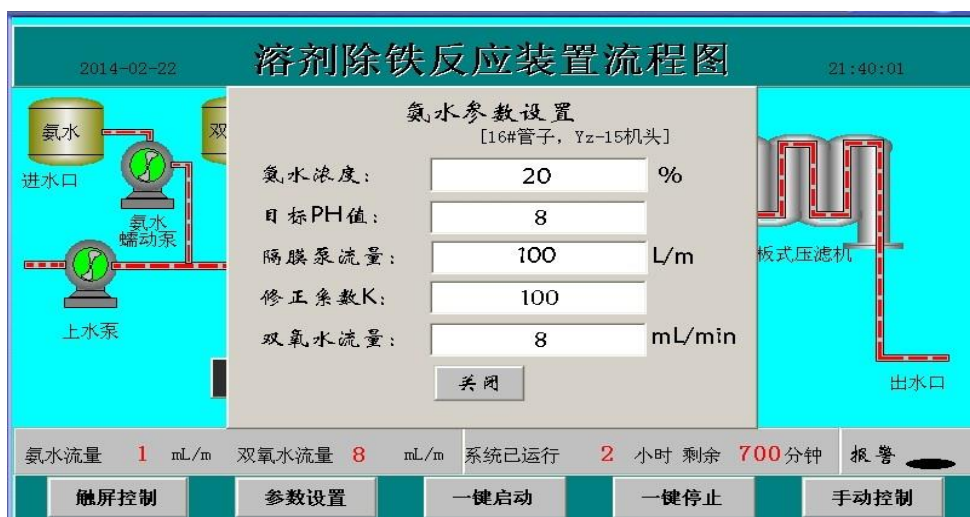 溶剂除铁反应装置流程图
2014-02-22
21:40:01
氨水
双
进水口
氨水
蠕动泵
上水泵
氨水参数设置
[16#管子, Yz-15机头]
氨水浓度: 20 %
目标PH值: 8
隔膜泵流量: 100 L/m
修正系数K: 100
双氧水流量: 8 mL/min
关闭
板式压滤机
出水口
氨水流量 1 mL/m 双氧水流量 8 mL/m 系统已运行 2 小时 剩余 700分钟 报警
触屏控制 参数设置 一键启动 一键停止 手动控制